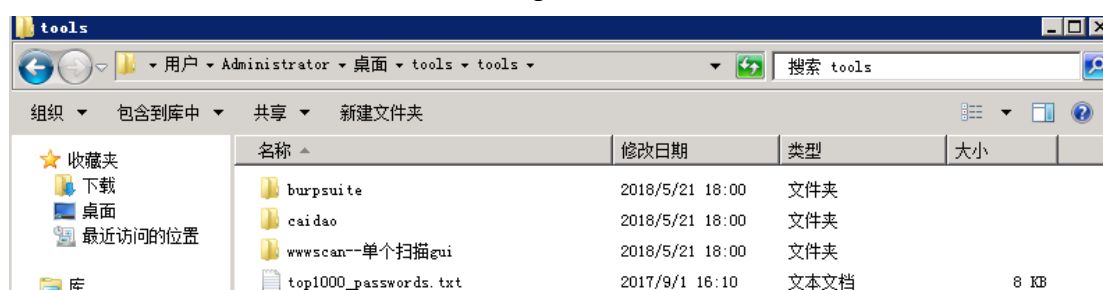 tools
用户 Administrator 桌面 tools tools 搜索 tools
组织 包含到库中 共享 新建文件夹
名称 修改日期 类型 大小
收藏夹
下载
桌面
最近访问的位置
库
burpsuite 2018/5/21 18:00 文件夹
caidao 2018/5/21 18:00 文件夹
wwwscan--单个扫描gui 2018/5/21 18:00 文件夹
top1000_passwords.txt 2017/9/1 16:10 文本文档 8 KB